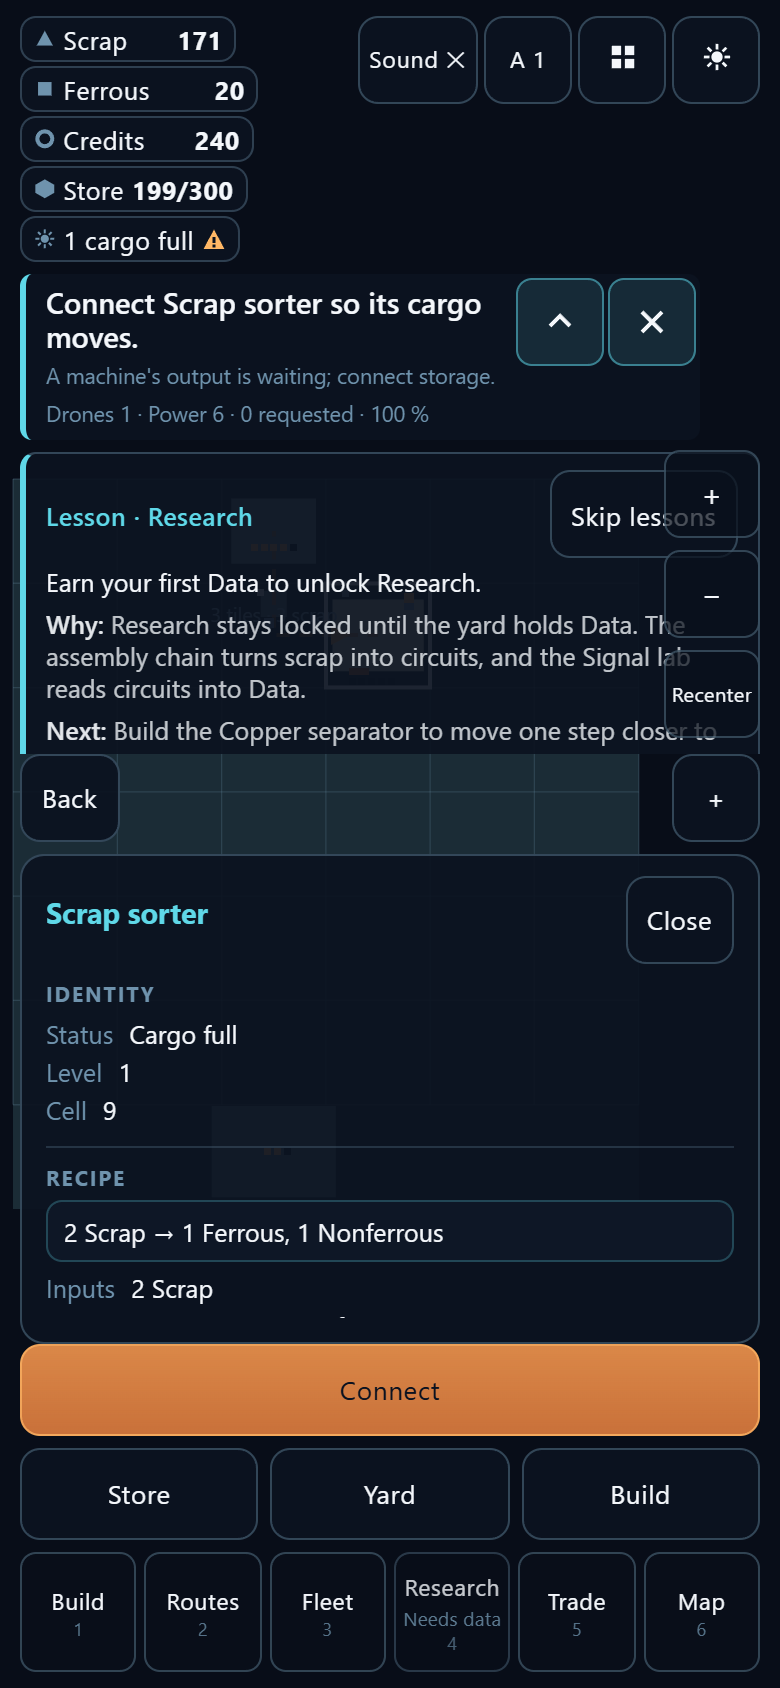 Scrap 171
Sound ✕
A 1
Ferrous 20
Credits 240
Store 199/300
1 cargo full
Connect Scrap sorter so its cargo
moves.
A machine's output is waiting; connect storage.
Drones 1 · Power 6 · 0 requested · 100 %
Lesson · Research
Skip lessons
+
Earn your first Data to unlock Research.
−
Why: Research stays locked until the yard holds Data. The
assembly chain turns scrap into circuits, and the Signal lab
reads circuits into Data.
Recenter
Next: Build the Copper separator to move one step closer to
Back
+
Scrap sorter
Close
IDENTITY
Status Cargo full
Level 1
Cell 9
RECIPE
2 Scrap → 1 Ferrous, 1 Nonferrous
Inputs 2 Scrap
Connect
Store
Yard
Build
Build
1
Routes
2
Fleet
3
Research
Needs data
4
Trade
5
Map
6